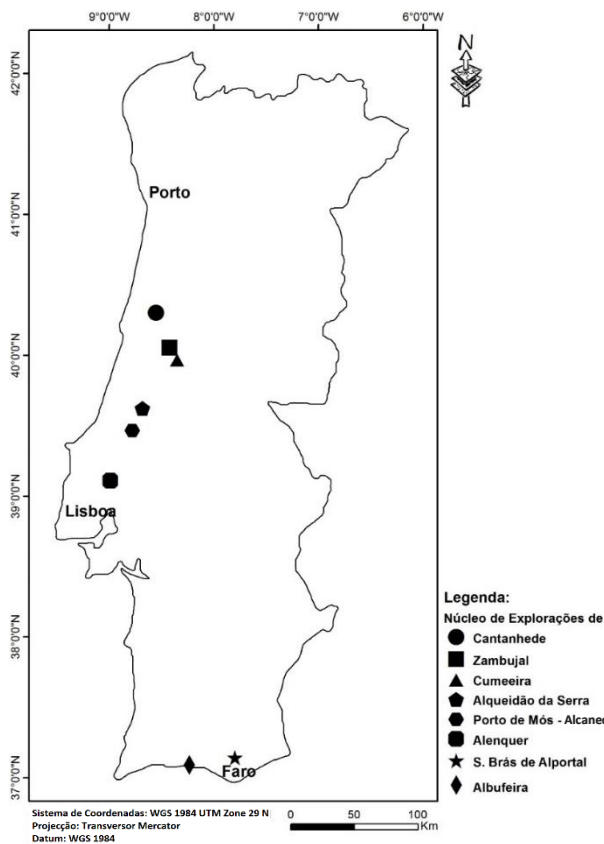 9°0'0"W 8°0'0"W 7°0'0"W 6°0'0"W
N
42°0'0"N
41°0'0"N
40°0'0"N
39°0'0"N
38°0'0"N
37°0'0"N
Porto
Lisboa
Faro
Legenda:
Núcleo de Explorações de
Cantanhede
Zambujal
Cumeeira
Alqueidão da Serra
Porto de Mós - Alcaned
Alenquer
S. Brás de Alportal
Albufeira
Sistema de Coordenadas: WGS 1984 UTM Zone 29 N
Projecção: Transversor Mercator
Datum: WGS 1984
0 50 100
Km